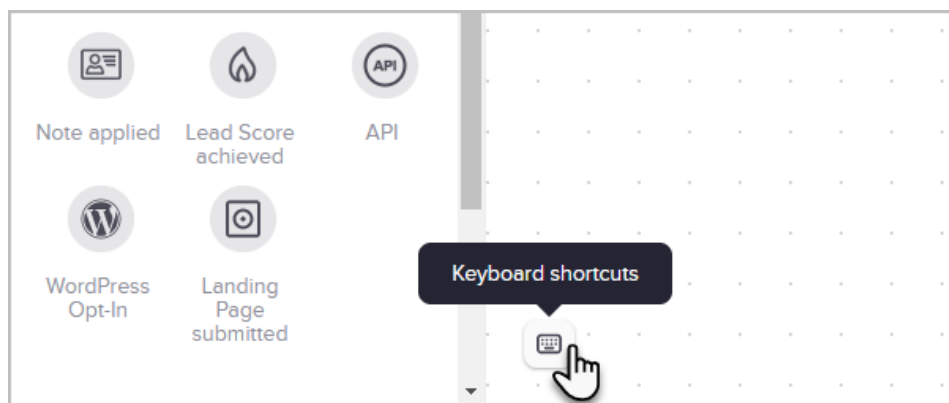 API
Note applied
Lead Score
achieved
API
WordPress
Opt-In
Landing
Page
submitted
Keyboard shortcuts